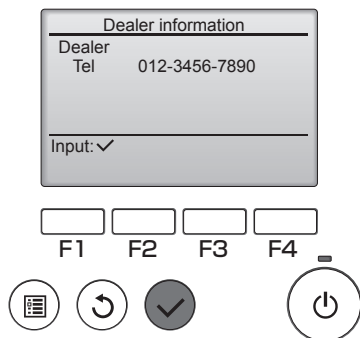 Dealer information
Dealer
Tel 012-3456-7890
Input:✓
F1 F2 F3 F4